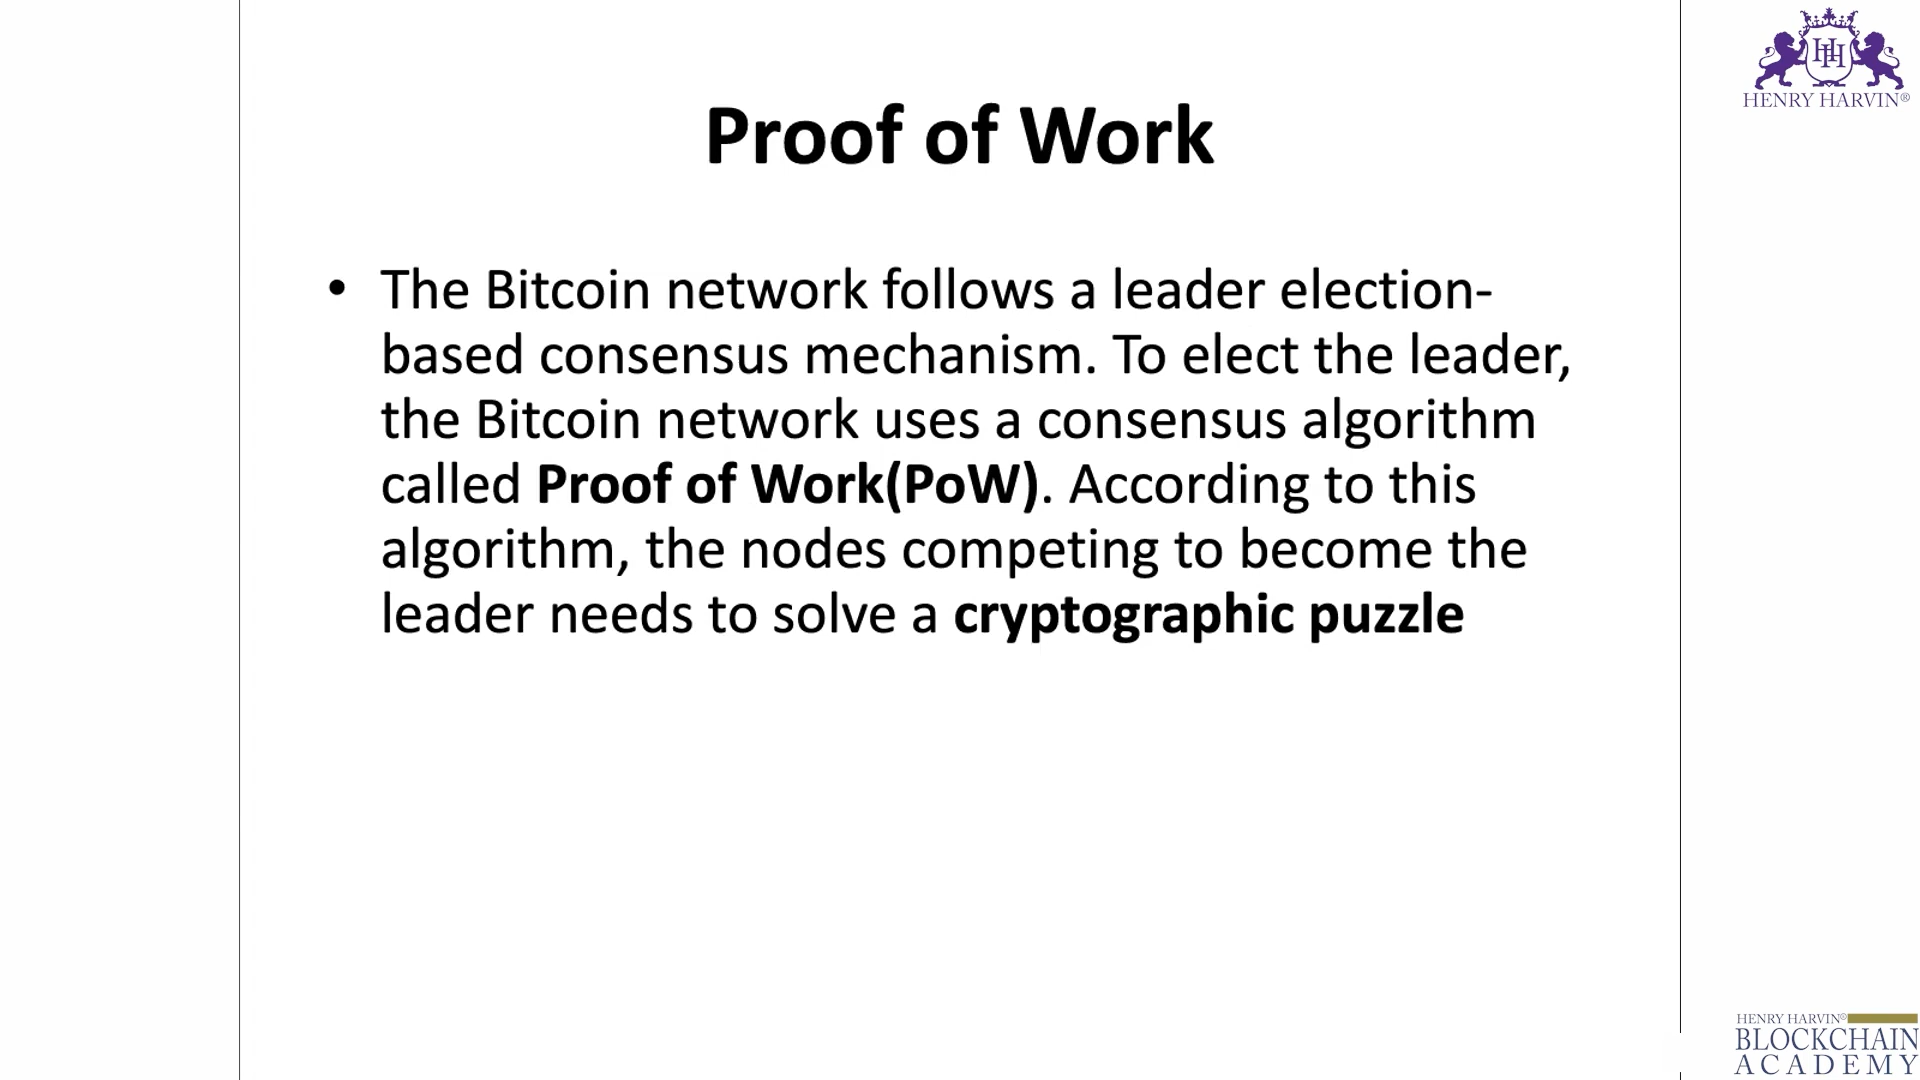 HENRY HARVIN®
Proof of Work
• The Bitcoin network follows a leader election-
based consensus mechanism. To elect the leader,
the Bitcoin network uses a consensus algorithm
called Proof of Work(PoW). According to this
algorithm, the nodes competing to become the
leader needs to solve a cryptographic puzzle
HENRY HARVIN®
BLOCKCHAIN
ACADEMY